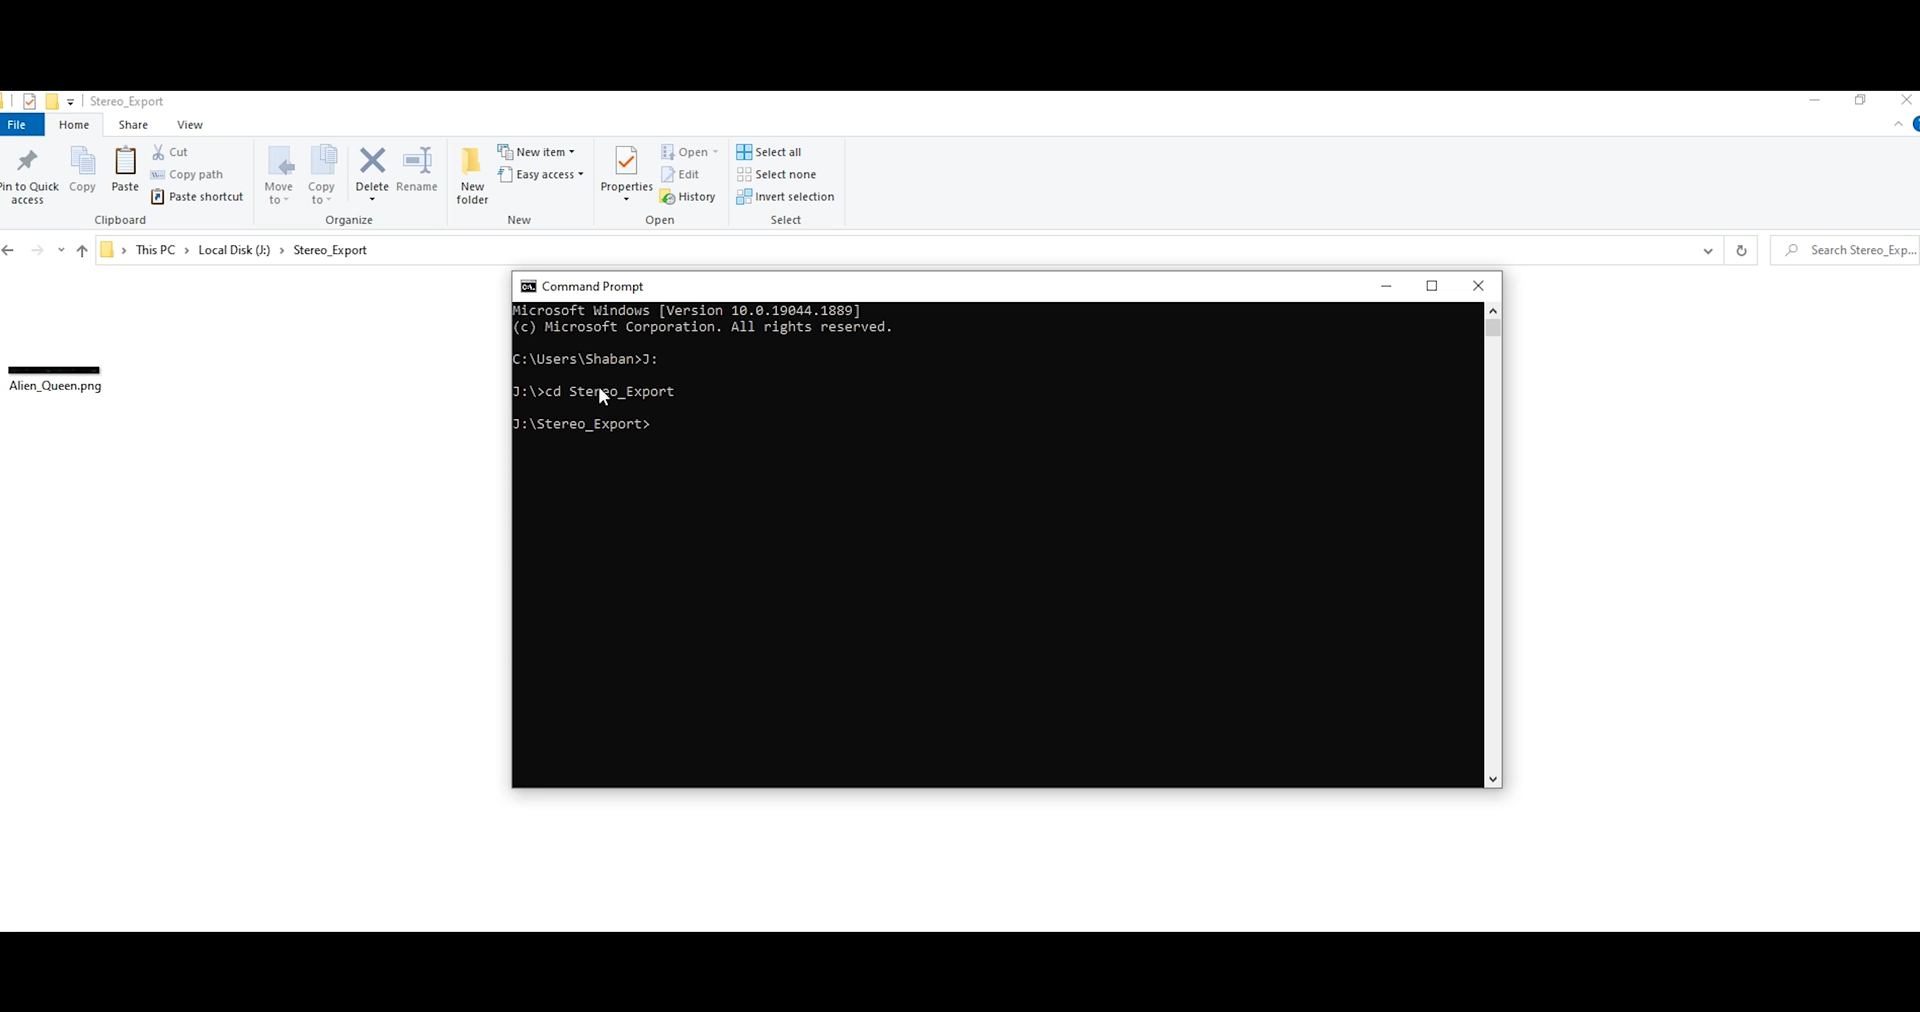 Stereo_Export
File Home Share View
Pin to Quick access
Copy
Paste
Cut
Copy path
Paste shortcut
Clipboard
Move to
Copy to
Delete
Rename
Organize
New folder
New item
Easy access
New
Properties
Open
Edit
History
Open
Select all
Select none
Invert selection
Select
This PC > Local Disk (J:) > Stereo_Export
Search Stereo_Exp...
Alien_Queen.png
Command Prompt
Microsoft Windows [Version 10.0.19044.1889]
(c) Microsoft Corporation. All rights reserved.
C:\Users\Shaban>J:
J:\>cd Stereo_Export
J:\Stereo_Export>